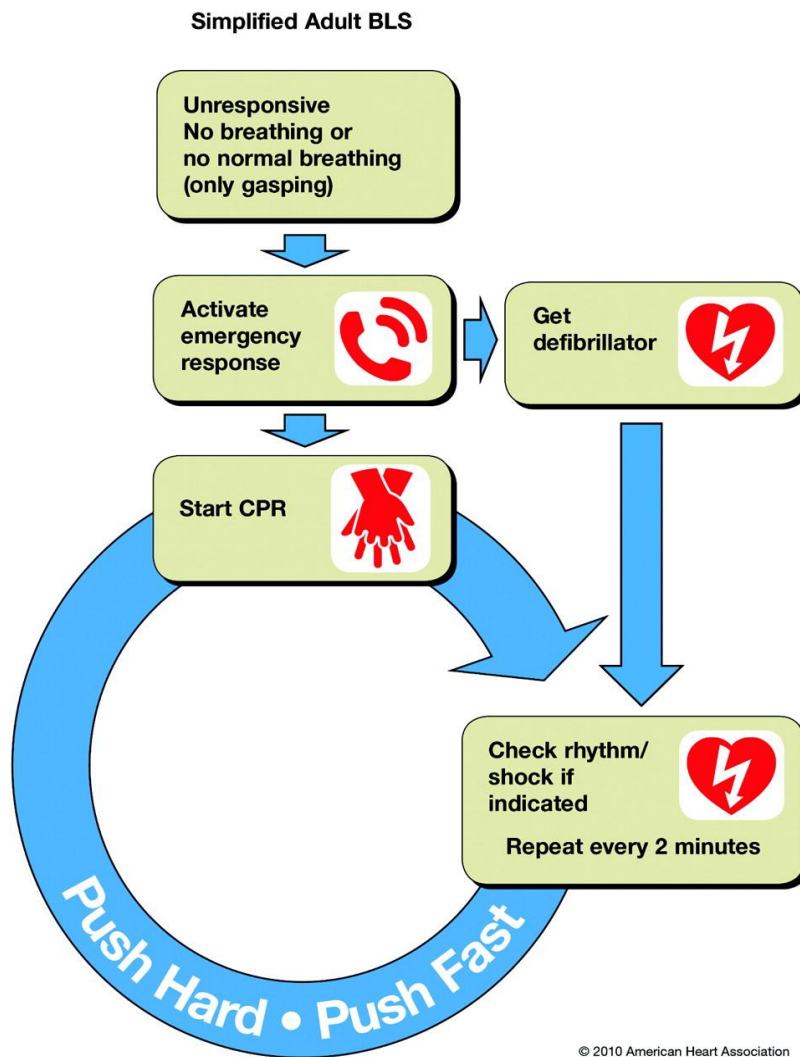 Simplified Adult BLS
Unresponsive
No breathing or
no normal breathing
(only gasping)
Activate
emergency
response
Get
defibrillator
Start CPR
Check rhythm/
shock if
indicated
Repeat every 2 minutes
Push Hard • Push Fast
© 2010 American Heart Association